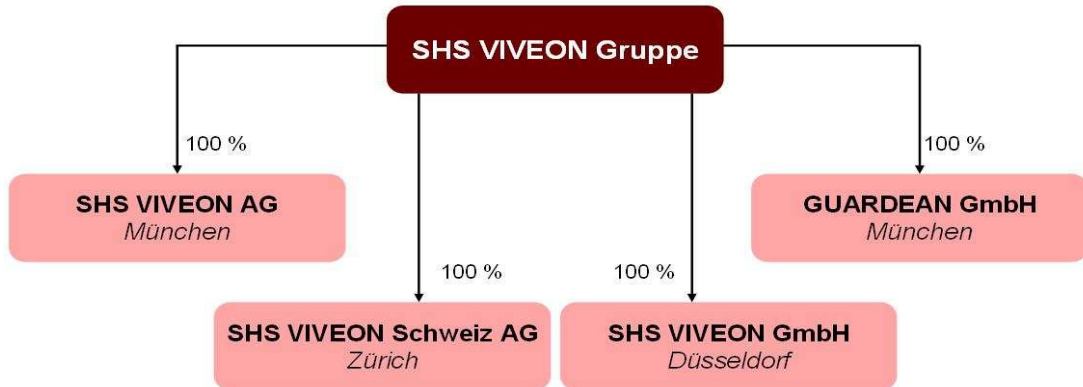 SHS VIVEON Gruppe
100 %
100 %
SHS VIVEON AG
München
GUARDEAN GmbH
München
100 %
100 %
SHS VIVEON Schweiz AG
Zürich
SHS VIVEON GmbH
Düsseldorf